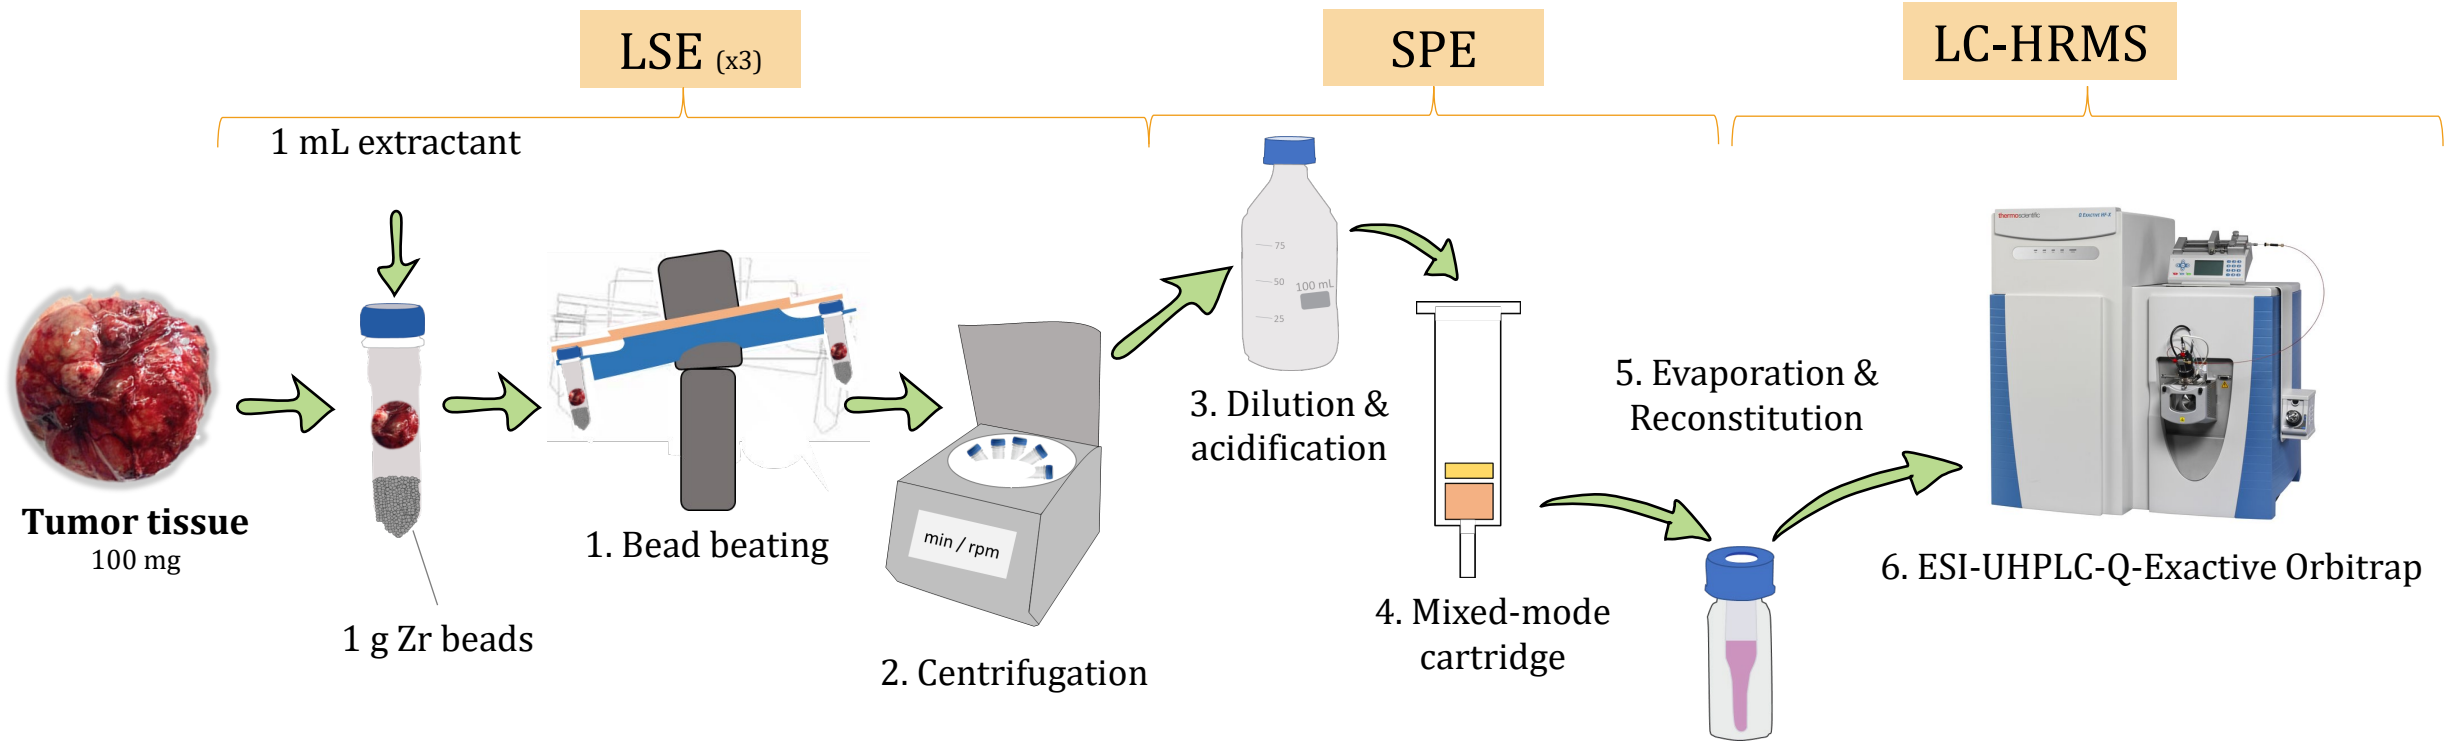 LSE (x3)
SPE
LC-HRMS
1 mL extractant
Tumor tissue
100 mg
1 g Zr beads
1. Bead beating
min / rpm
2. Centrifugation
75
50
100 mL
25
3. Dilution &
acidification
4. Mixed-mode
cartridge
5. Evaporation &
Reconstitution
thermoscientific
6. ESI-UHPLC-Q-Exactive Orbitrap